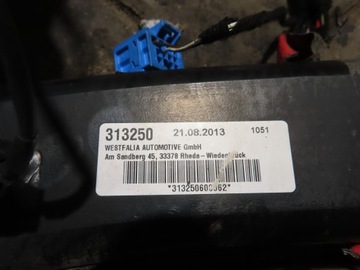 313250 21.08.2013 1051
WESTFALIA AUTOMOTIVE GmbH
Am Sandberg 45, 33378 Rheda-Wiedenbrück
*313250600062*